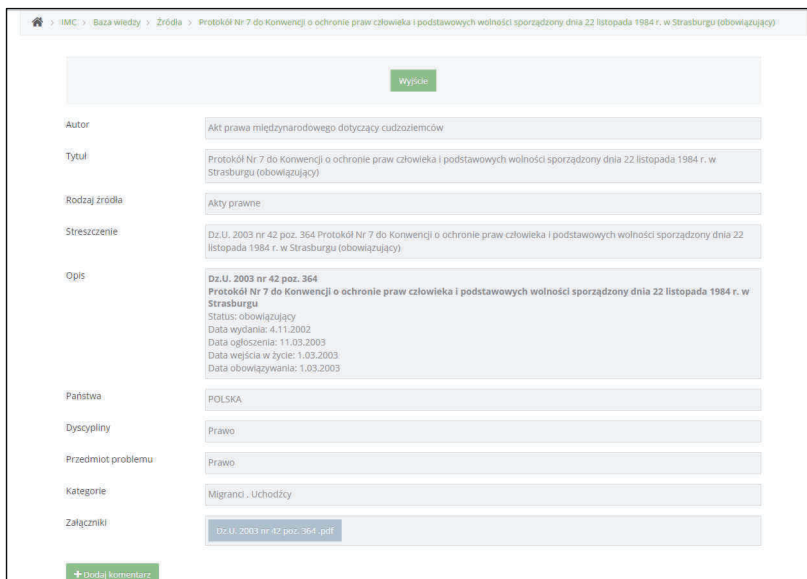 > IMC > Baza wiedzy > Źródła > Protokół Nr 7 do Konwencji o ochronie praw człowieka i podstawowych wolności sporządzony dnia 22 listopada 1984 r. w Strasburgu (obowiązujący)
Wyjście
Autor
Akt prawa międzynarodowego dotyczący cudzoziemców
Tytuł
Protokół Nr 7 do Konwencji o ochronie praw człowieka i podstawowych wolności sporządzony dnia 22 listopada 1984 r. w
Strasburgu (obowiązujący)
Rodzaj źródła
Akty prawne
Streszczenie
Dz.U. 2003 nr 42 poz. 364 Protokół Nr 7 do Konwencji o ochronie praw człowieka i podstawowych wolności sporządzony dnia 22
listopada 1984 r. w Strasburgu (obowiązujący)
Opis
Dz.U. 2003 nr 42 poz. 364
Protokół Nr 7 do Konwencji o ochronie praw człowieka i podstawowych wolności sporządzony dnia 22 listopada 1984 r. w
Strasburgu
Status: obowiązujący
Data wydania: 4.11.2002
Data ogłoszenia: 11.03.2003
Data wejścia w życie: 1.03.2003
Data obowiązywania: 1.03.2003
Państwa
POLSKA
Dyscypliny
Prawo
Przedmiot problemu
Prawo
Kategorie
Migranci , Uchodźcy
Załączniki
Dz.U. 2003 nr 42 poz. 364 .pdf
+ Dodaj komentarz